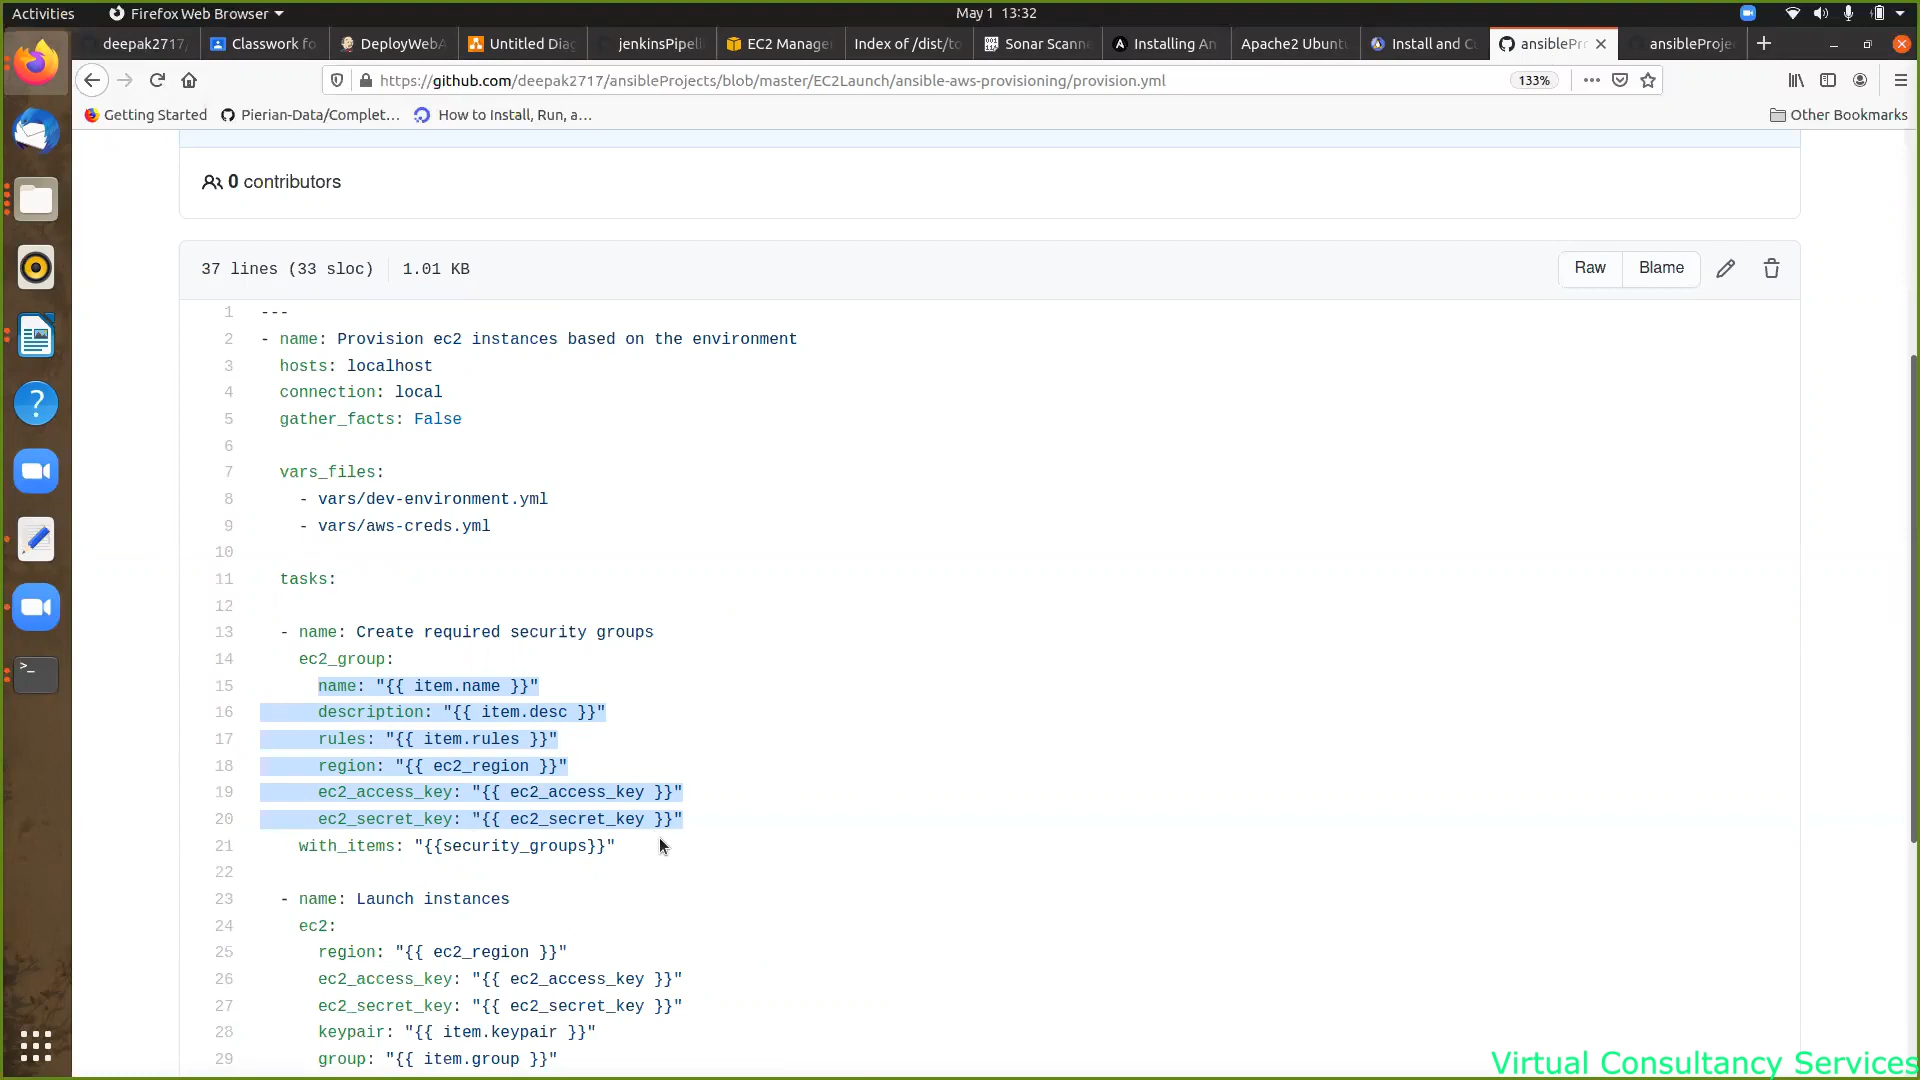 Activities
Firefox Web Browser
May 1 13:32
deepak2717/
Classwork fo
DeployWebA
Untitled Dia
jenkinsPipel
EC2 Manage
Index of /dist/to
Sonar Scann
Installing An
Apache2 Ubuntu
Install and C
ansiblePr
ansibleProje
https://github.com/deepak2717/ansibleProjects/blob/master/EC2Launch/ansible-aws-provisioning/provision.yml
133%
Getting Started
Pierian-Data/Complet...
How to Install, Run, a...
Other Bookmarks
0 contributors
37 lines (33 sloc)
1.01 KB
Raw
Blame
1 ---
2 - name: Provision ec2 instances based on the environment
3 hosts: localhost
4 connection: local
5 gather_facts: False
6
7 vars_files:
8 - vars/dev-environment.yml
9 - vars/aws-creds.yml
10
11 tasks:
12
13 - name: Create required security groups
14 ec2_group:
15 name: "{{ item.name }}"
16 description: "{{ item.desc }}"
17 rules: "{{ item.rules }}"
18 region: "{{ ec2_region }}"
19 ec2_access_key: "{{ ec2_access_key }}"
20 ec2_secret_key: "{{ ec2_secret_key }}"
21 with_items: "{{security_groups}}"
22
23 - name: Launch instances
24 ec2:
25 region: "{{ ec2_region }}"
26 ec2_access_key: "{{ ec2_access_key }}"
27 ec2_secret_key: "{{ ec2_secret_key }}"
28 keypair: "{{ item.keypair }}"
29 group: "{{ item.group }}"
Virtual Consultancy Services